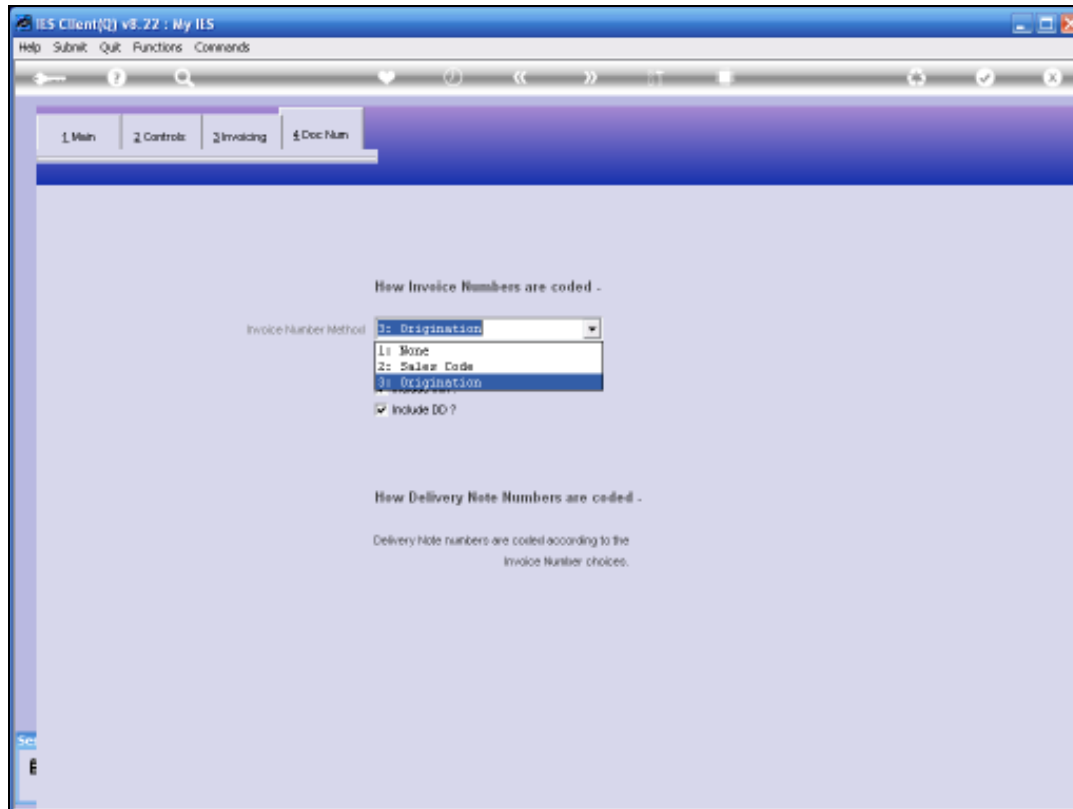 IES Client(Q) v8.22 : My IES
Help Submit Quit Functions Commands
1 Main 2 Controls 3 Invoicing 4 Doc Num
How Invoice Numbers are coded -
Invoice Number Method 3: Origination
1: None
2: Sales Code
3: Origination
Include DD ?
How Delivery Note Numbers are coded -
Delivery Note numbers are coded according to the
Invoice Number choices.
Ser